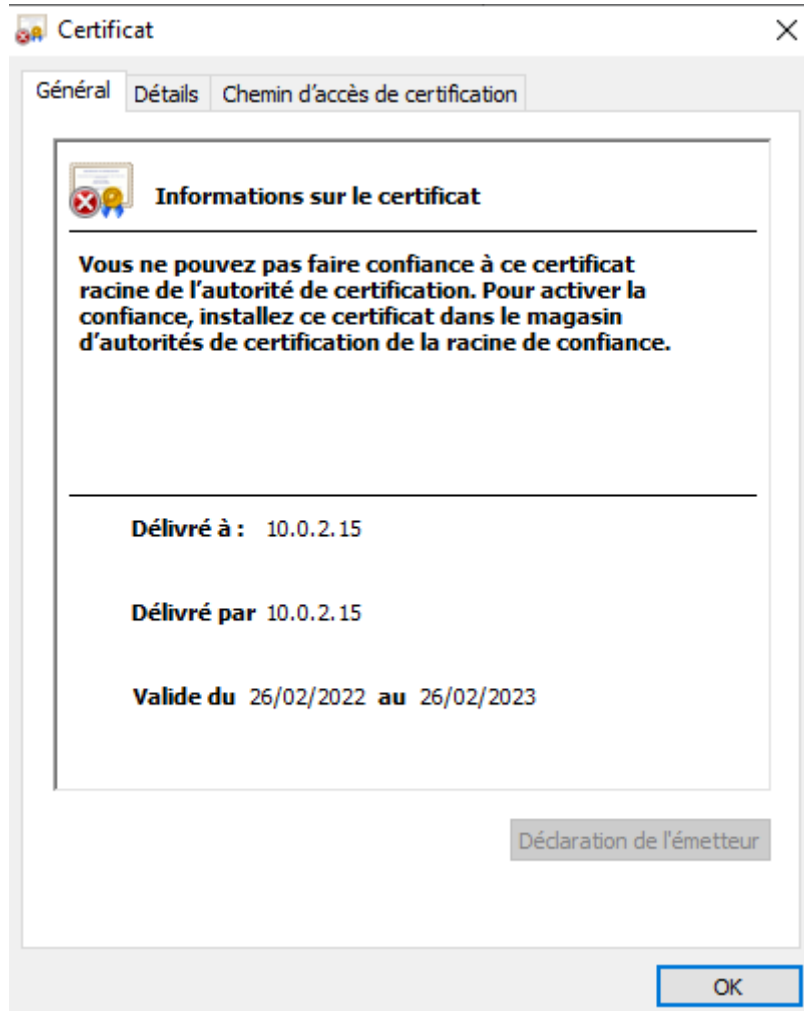 Certificat
Général Détails Chemin d’accès de certification
Informations sur le certificat
Vous ne pouvez pas faire confiance à ce certificat
racine de l’autorité de certification. Pour activer la
confiance, installez ce certificat dans le magasin
d’autorités de certification de la racine de confiance.
Délivré à : 10.0.2.15
Délivré par 10.0.2.15
Valide du 26/02/2022 au 26/02/2023
Déclaration de l'émetteur
OK